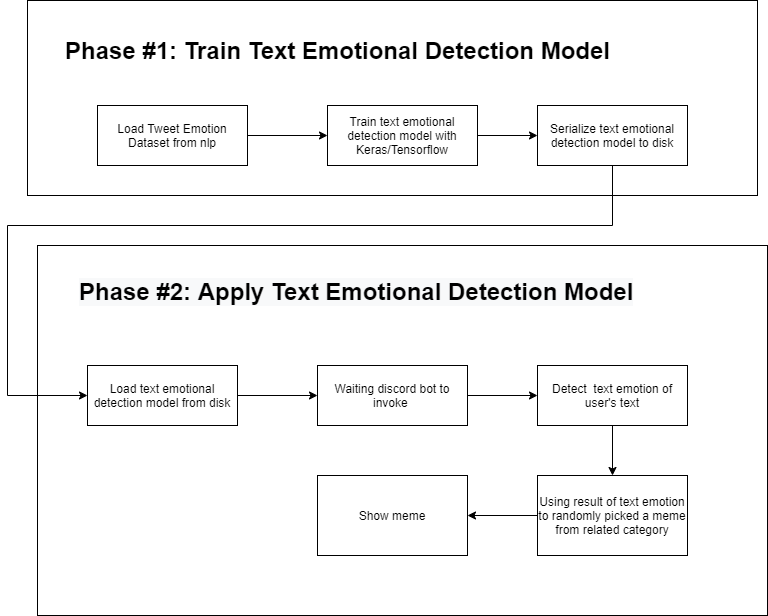 Phase #1: Train Text Emotional Detection Model
Load Tweet Emotion
Dataset from nlp
Train text emotional
detection model with
Keras/Tensorflow
Serialize text emotional
detection model to disk
Phase #2: Apply Text Emotional Detection Model
Load text emotional
detection model from disk
Waiting discord bot to
invoke
Detect text emotion of
user's text
Using result of text emotion
to randomly picked a meme
from related category
Show meme